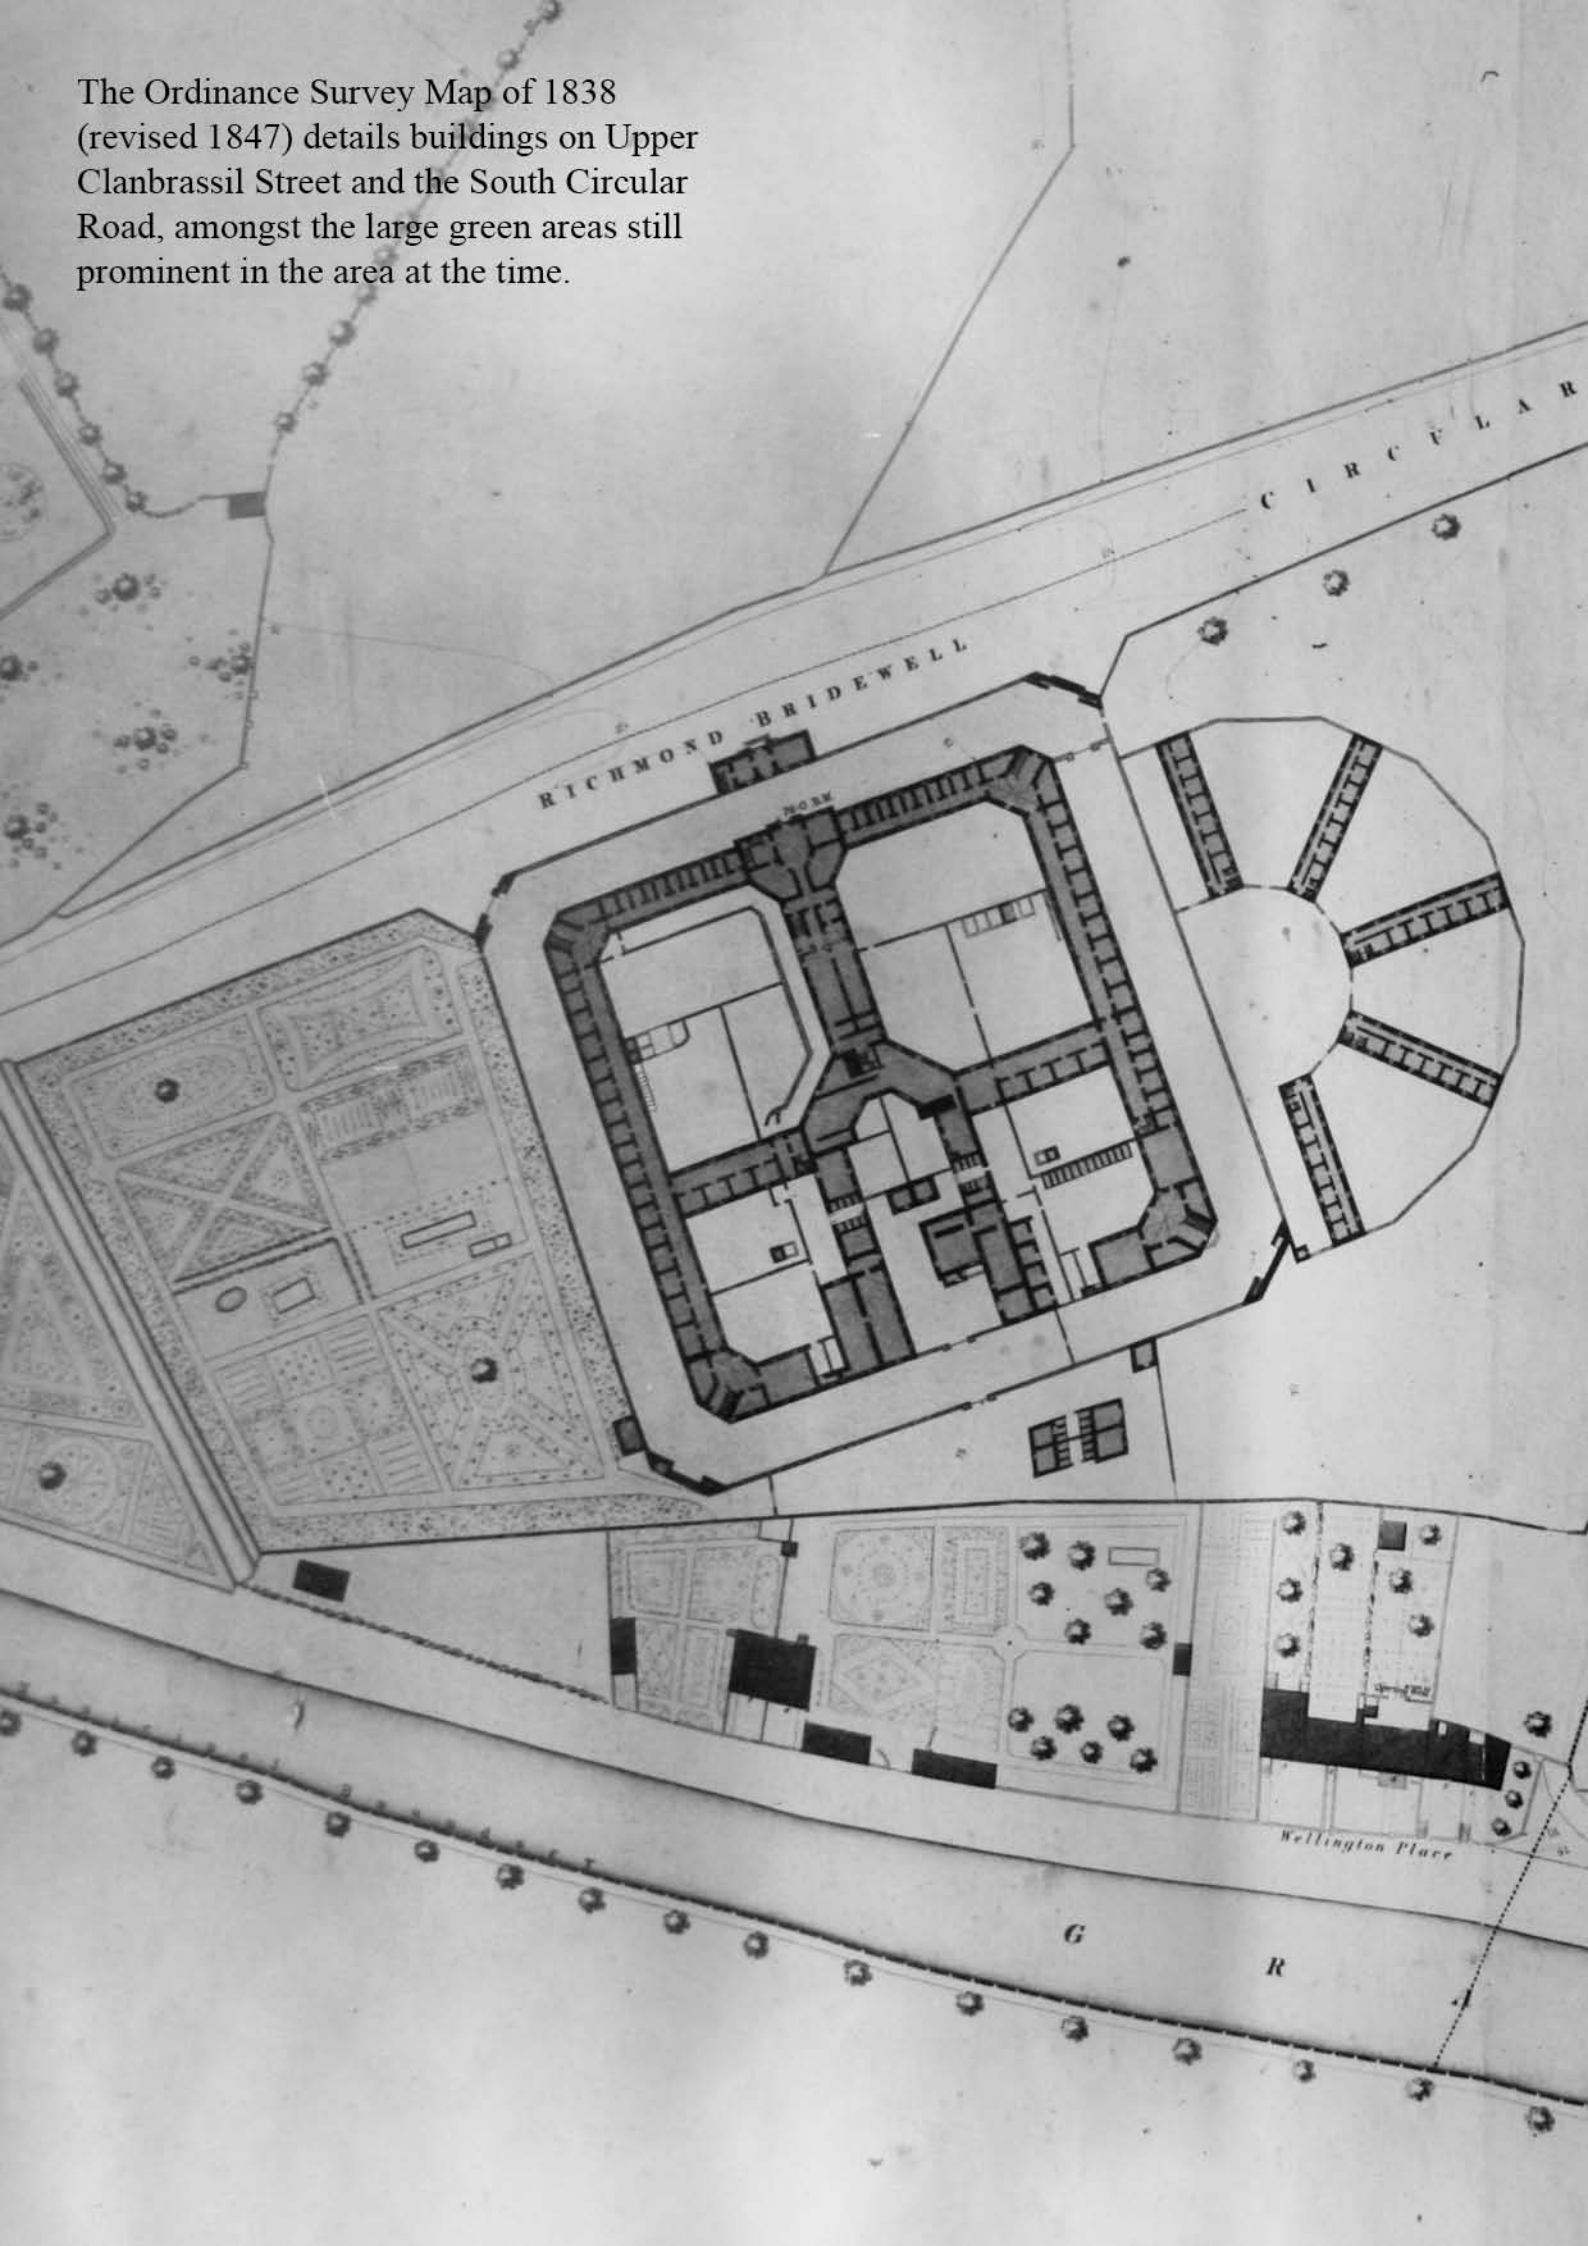 The Ordinance Survey Map of 1838
(revised 1847) details buildings on Upper
Clanbrassil Street and the South Circular
Road, amongst the large green areas still
prominent in the area at the time.
CIRCULAR
RICHMOND BRIDEWELL
Wellington Place
G R A